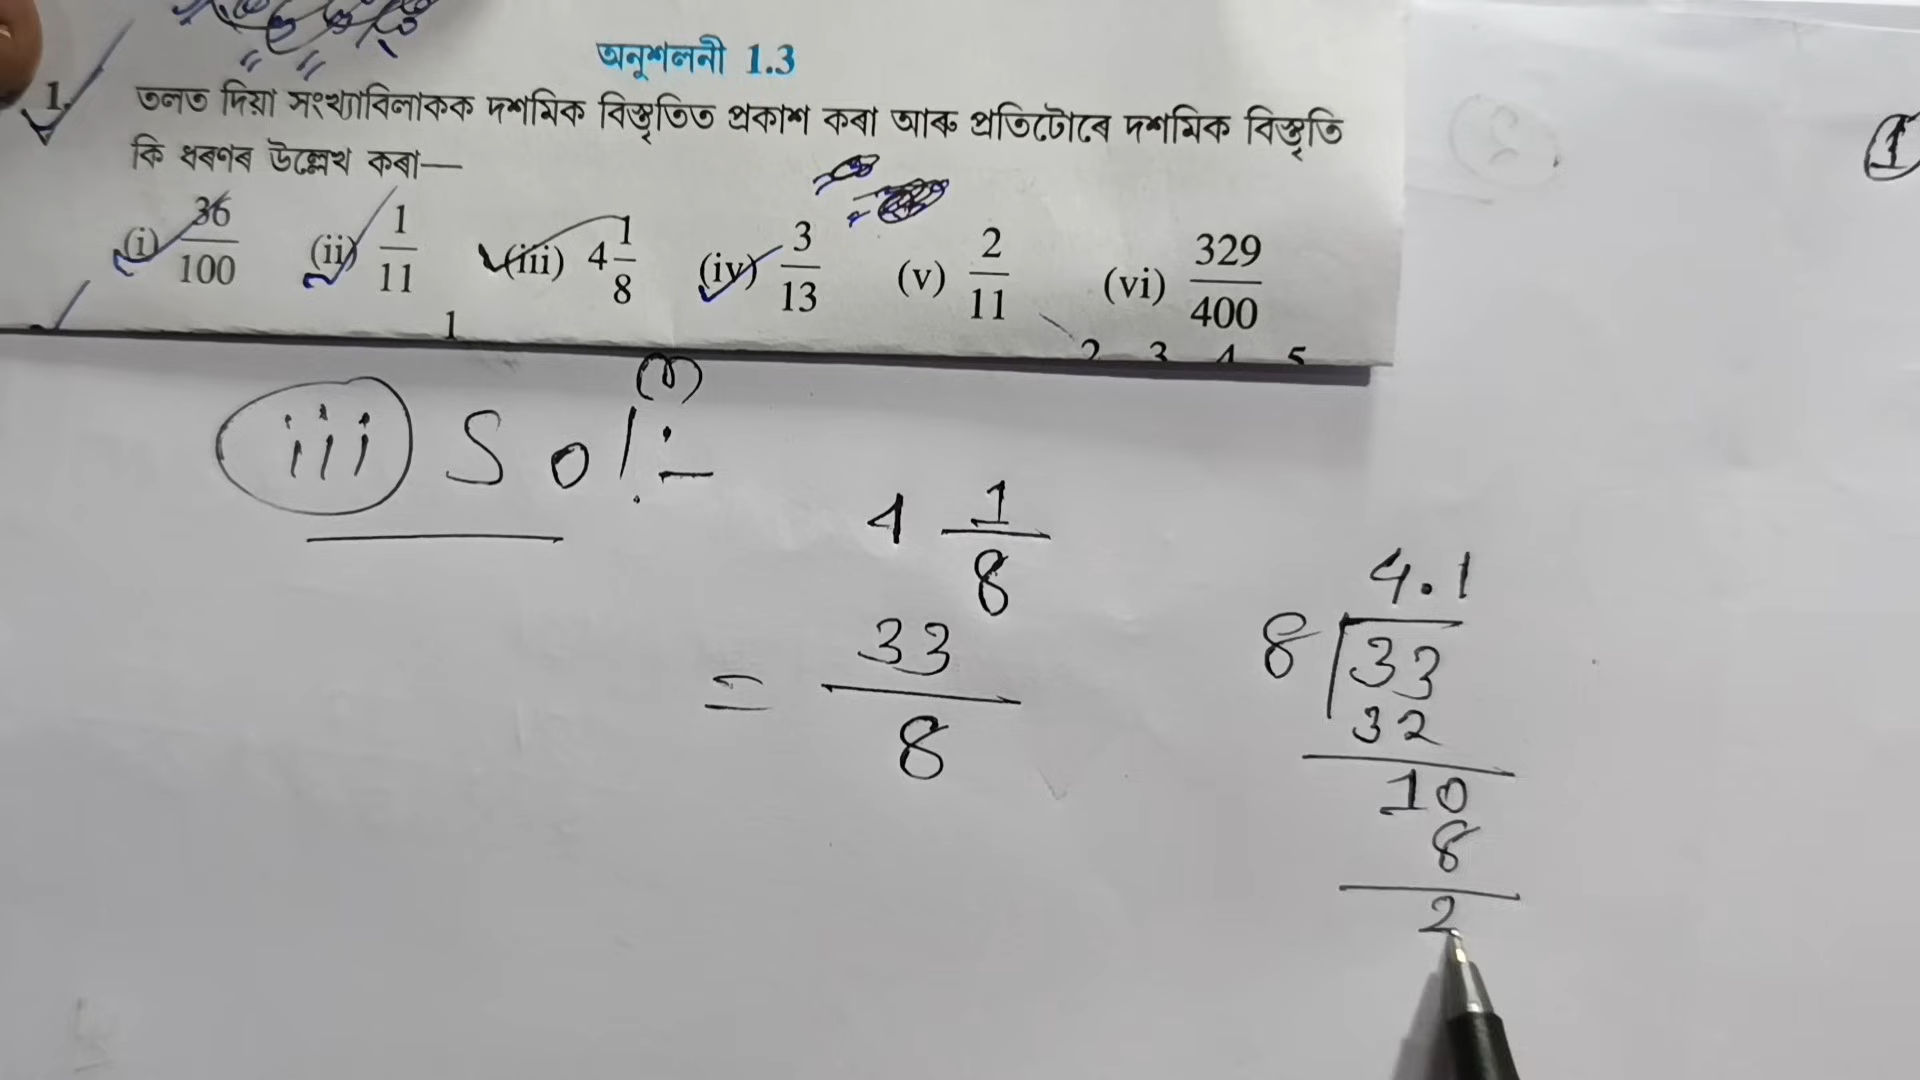 অনুশলনী 1.3
1. তলত দিয়া সংখ্যাবিলাকক দশমিক বিস্তৃতিত প্ৰকাশ কৰা আৰু প্ৰতিটোৰে দশমিক বিস্তৃতি
কি ধৰণৰ উল্লেখ কৰা—
(i) 36/100 (ii) 1/11 (iii) 4 1/8 (iv) 3/13 (v) 2/11 (vi) 329/400
1
iii Sol:-
4 1/8
= 33/8
4.1
8 33
32
10
8
2
1